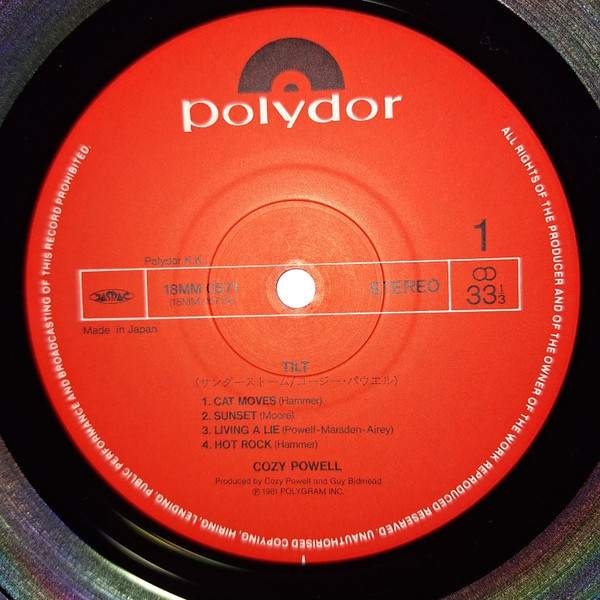 polydor
1
Polydor K.K.
JASRAC
18MM 0571
STEREO
33 1/3
Made in Japan
TILT
(サンダーストーム/コージー・パウエル)
1. CAT MOVES (Hammer)
2. SUNSET (Moore)
3. LIVING A LIE (Powell-Marsden-Airey)
4. HOT ROCK (Hammer)
COZY POWELL
Produced by Cozy Powell and Guy Bidmead
℗ 1981 POLYGRAM INC.
ALL RIGHTS OF THE PRODUCER AND OF THE OWNER OF THE WORK REPRODUCED RESERVED. UNAUTHORISED COPYING, HIRING, LENDING, PUBLIC PERFORMANCE AND BROADCASTING OF THIS RECORD PROHIBITED.